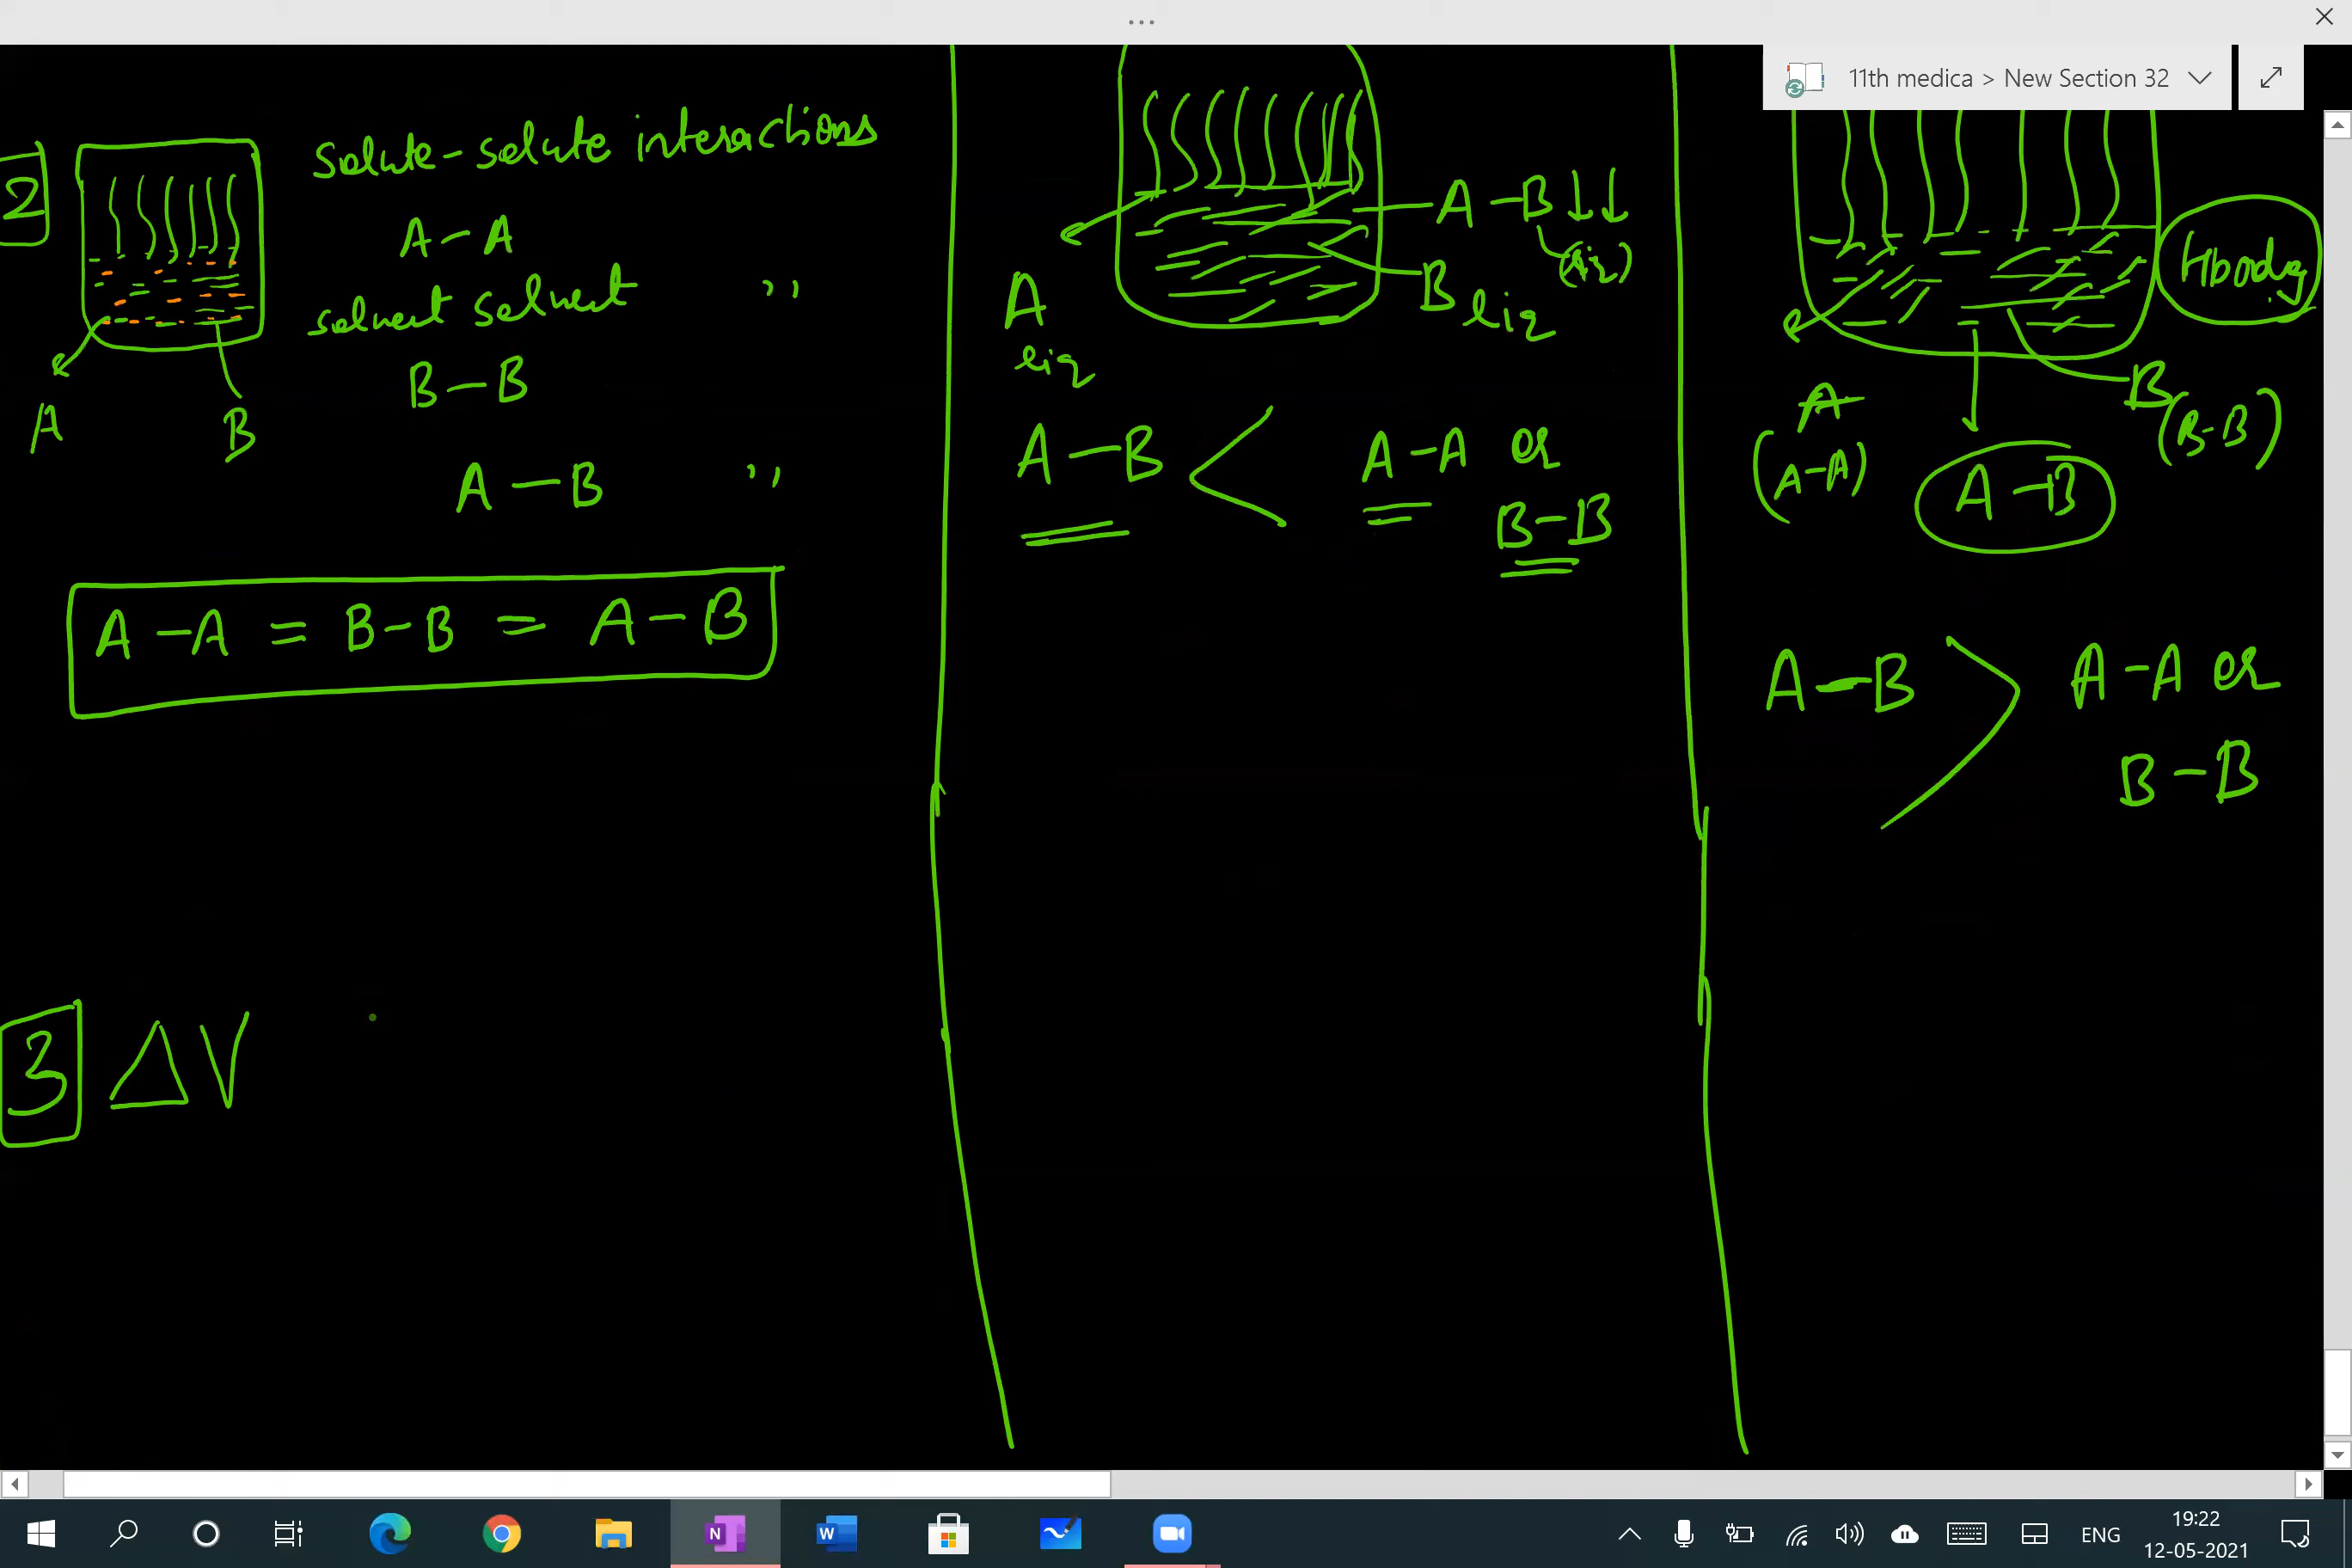 11th medica > New Section 32
2
Solute-Solute interactions
A-A
Solvent Solvent "
B-B
A B
A-B "
A-A = B-B = A-B
A-B↓↓
(liq)
A
liq
B liq
A-B < A-A or
B-B
Hbonding
A
(A-A)
B
(B-B)
A-B
A-B > A-A or
B-B
3 ΔV
ENG
19:22
12-05-2021